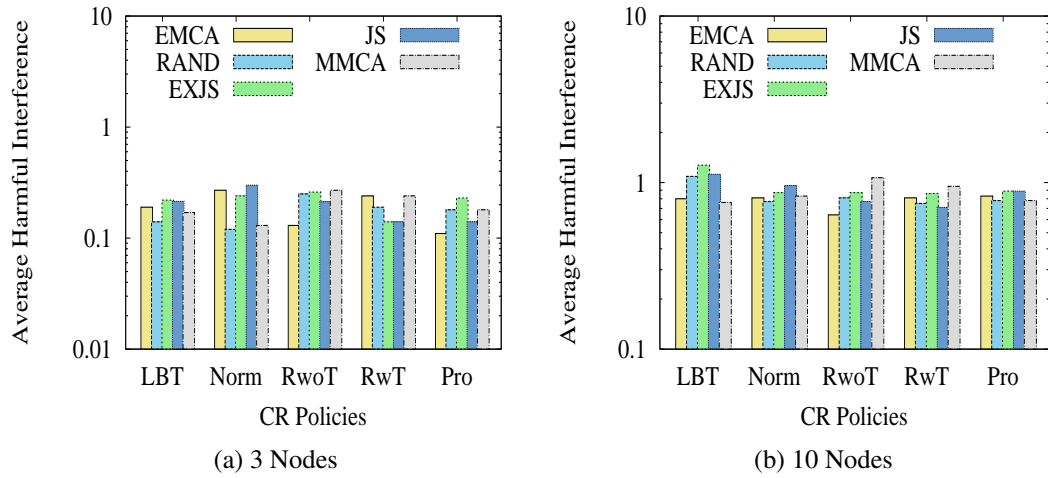 Average Harmful Interference
10
1
0.1
0.01
EMCA
RAND
EXJS
JS
MMCA
LBT Norm RwoT RwT Pro
CR Policies
(a) 3 Nodes
Average Harmful Interference
10
1
0.1
EMCA
RAND
EXJS
JS
MMCA
LBT Norm RwoT RwT Pro
CR Policies
(b) 10 Nodes